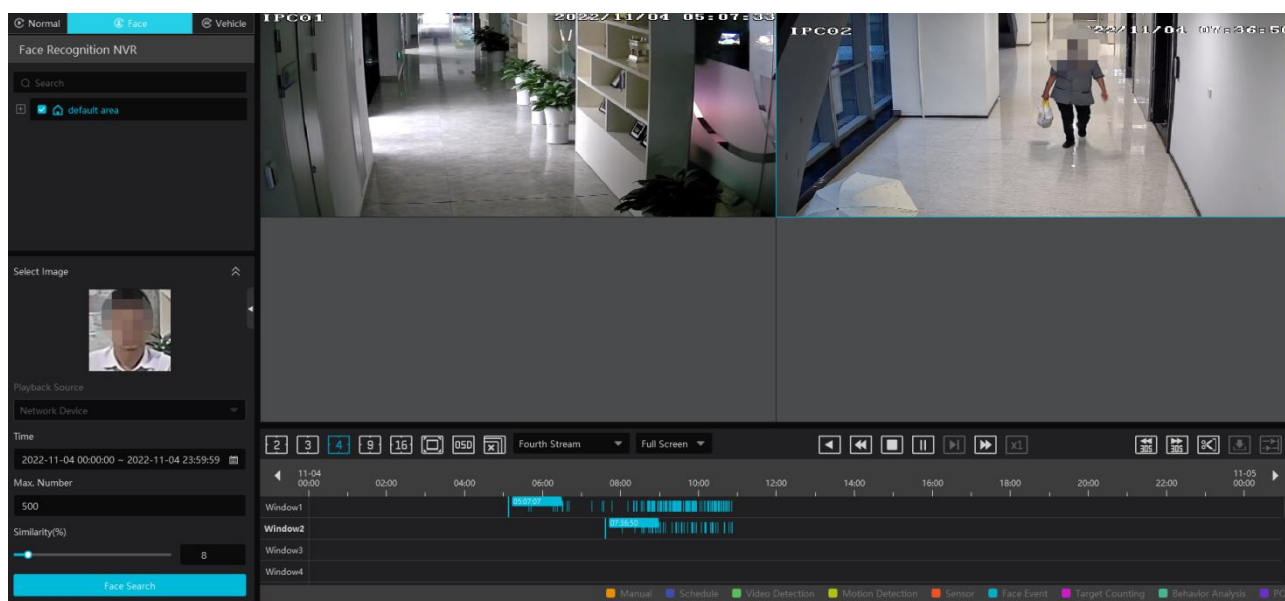 Normal Face Vehicle
Face Recognition NVR
Search
default area
Select Image
Playback Source
Network Device
Time
2022-11-04 00:00:00 ~ 2022-11-04 23:59:59
Max. Number
500
Similarity(%)
8
Face Search
IPC01 2022/11/04 05:07:33
IPC02
2 3 4 9 16 OSD Fourth Stream Full Screen x1 30S 30S
11-04 11-05
00:00 02:00 04:00 06:00 08:00 10:00 12:00 14:00 16:00 18:00 20:00 22:00 00:00
Window1 05:07:07
Window2 07:36:50
Window3
Window4
Manual Schedule Video Detection Motion Detection Sensor Face Event Target Counting Behavior Analysis